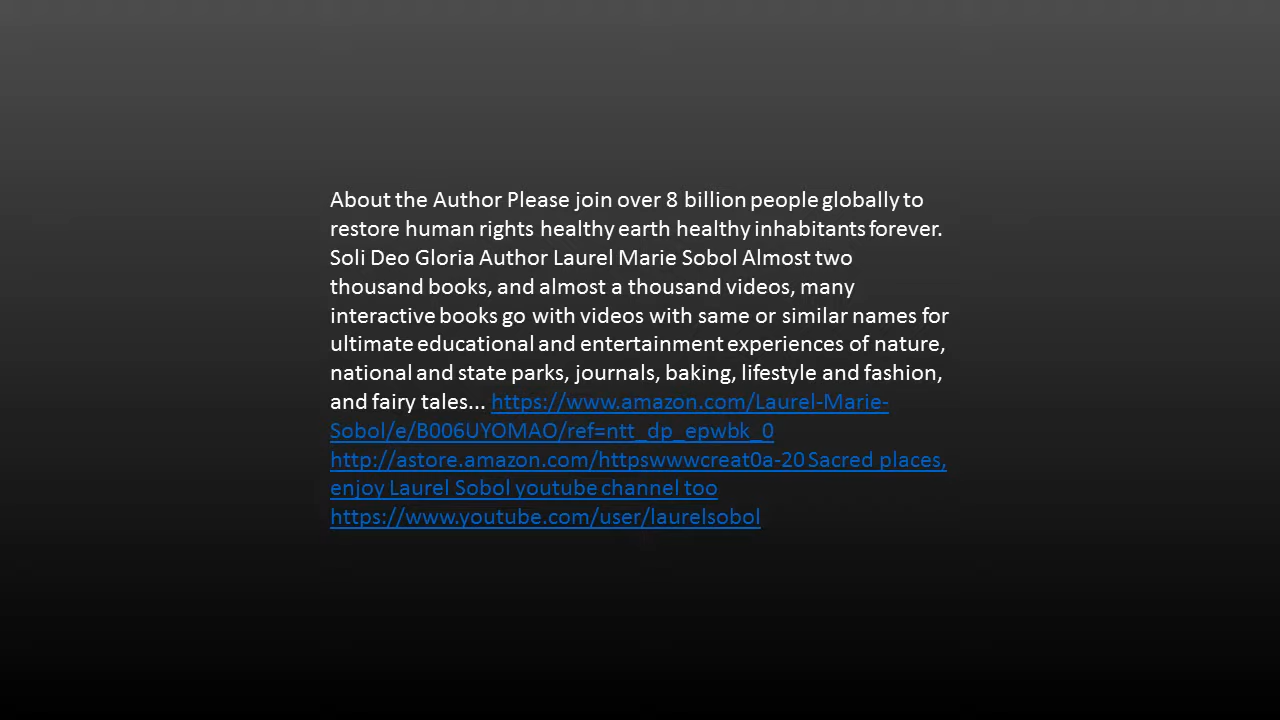 About the Author Please join over 8 billion people globally to
restore human rights healthy earth healthy inhabitants forever.
Soli Deo Gloria Author Laurel Marie Sobol Almost two
thousand books, and almost a thousand videos, many
interactive books go with videos with same or similar names for
ultimate educational and entertainment experiences of nature,
national and state parks, journals, baking, lifestyle and fashion,
and fairy tales... https://www.amazon.com/Laurel-Marie-
Sobol/e/B006UYOMAO/ref=ntt_dp_epwbk_0
http://astore.amazon.com/httpswwwcreat0a-20 Sacred places,
enjoy Laurel Sobol youtube channel too
https://www.youtube.com/user/laurelsobol